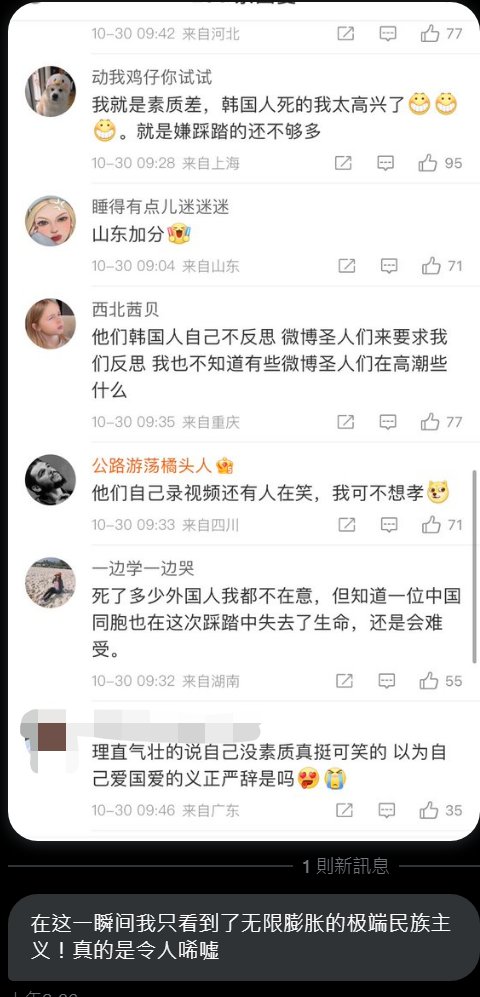 10-30 09:42 来自河北 77
动我鸡仔你试试
我就是素质差，韩国人死的我太高兴了😁😁
😁。就是嫌踩踏的还不够多
10-30 09:28 来自上海 95
睡得有点儿迷迷迷
山东加分
10-30 09:04 来自山东 71
西北茜贝
他们韩国人自己不反思 微博圣人们来要求我
们反思 我也不知道有些微博圣人们在高潮些
什么
10-30 09:35 来自重庆 77
公路游荡橘头人
他们自己录视频还有人在笑，我可不想孝
10-30 09:33 来自四川 71
一边学一边哭
死了多少外国人我都不在意，但知道一位中国
同胞也在这次踩踏中失去了生命，还是会难
受。
10-30 09:32 来自湖南 55
理直气壮的说自己没素质真挺可笑的 以为自
己爱国爱的义正严辞是吗😍😭
10-30 09:46 来自广东 35
1 則新訊息
在这一瞬间我只看到了无限膨胀的极端民族主
义！真的是令人唏嘘